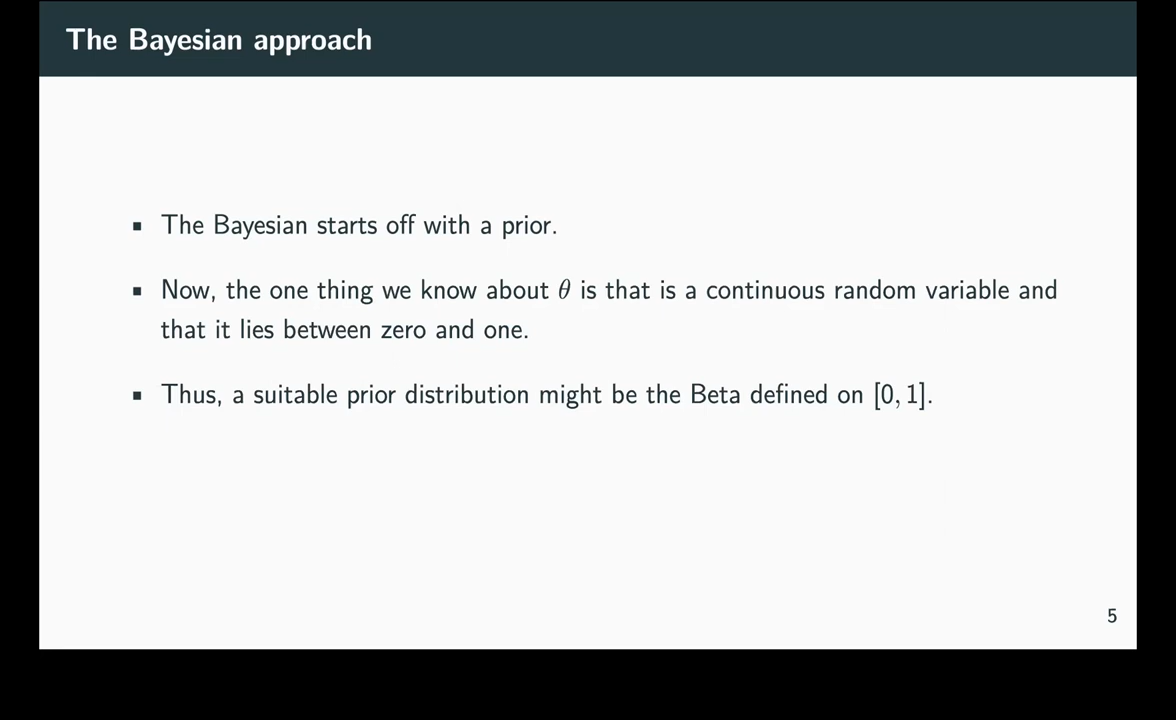 The Bayesian approach
▪ The Bayesian starts off with a prior.
▪ Now, the one thing we know about θ is that is a continuous random variable and
that it lies between zero and one.
▪ Thus, a suitable prior distribution might be the Beta defined on [0, 1].
5